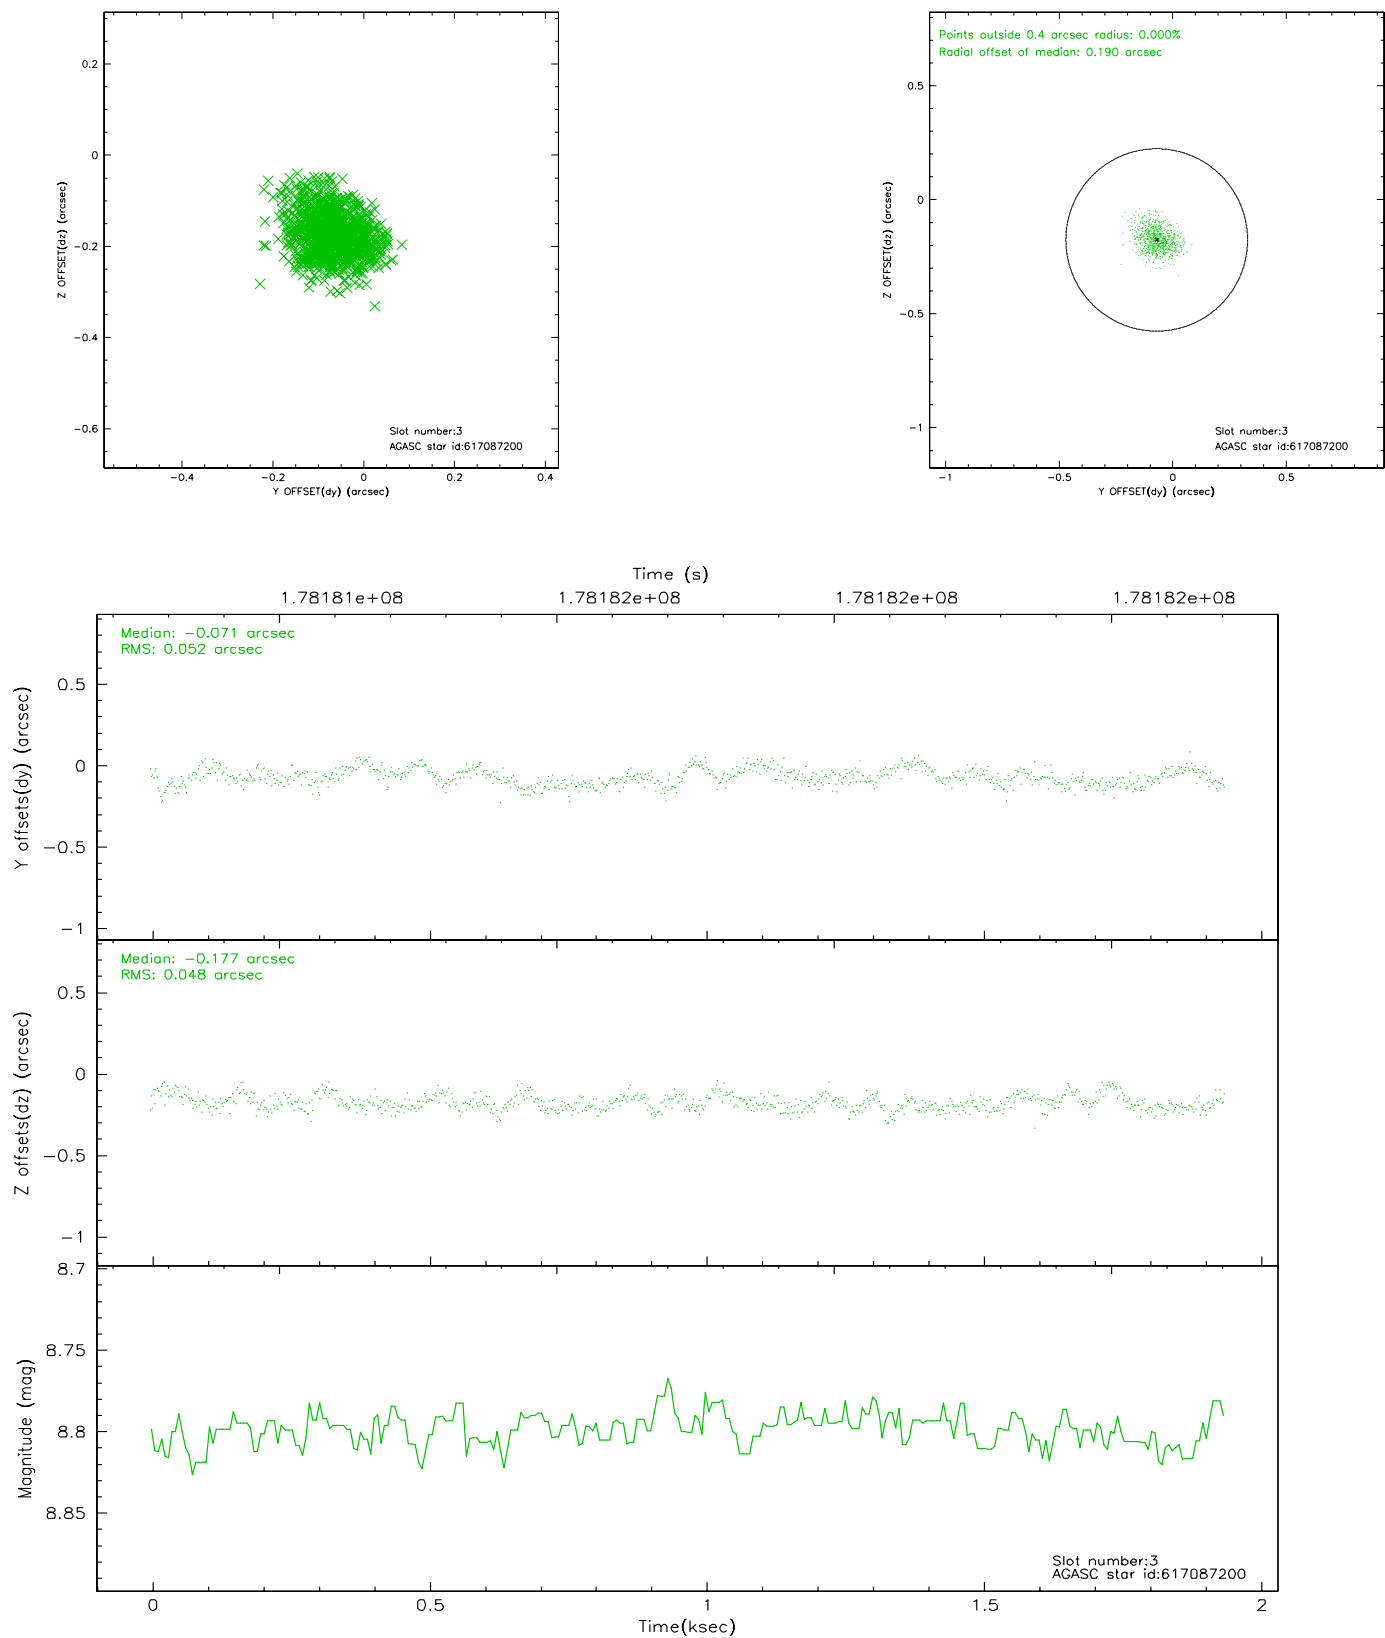 0.2
0
−0.2
−0.4
−0.6
Z OFFSET(dz) (arcsec)
Slot number:3
AGASC star id:617087200
−0.4 −0.2 0 0.2 0.4
Y OFFSET(dy) (arcsec)
Points outside 0.4 arcsec radius: 0.000%
Radial offset of median: 0.190 arcsec
0.5
0
−0.5
−1
Z OFFSET(dz) (arcsec)
Slot number:3
AGASC star id:617087200
−1 −0.5 0 0.5
Y OFFSET(dy) (arcsec)
Time (s)
1.78181e+08 1.78182e+08 1.78182e+08 1.78182e+08
Median: −0.071 arcsec
RMS: 0.052 arcsec
0.5
0
−0.5
−1
Y offsets(dy) (arcsec)
Median: −0.177 arcsec
RMS: 0.048 arcsec
0.5
0
−0.5
−1
Z offsets(dz) (arcsec)
8.7
8.75
8.8
8.85
Magnitude (mag)
Slot number:3
AGASC star id:617087200
0 0.5 1 1.5 2
Time(ksec)